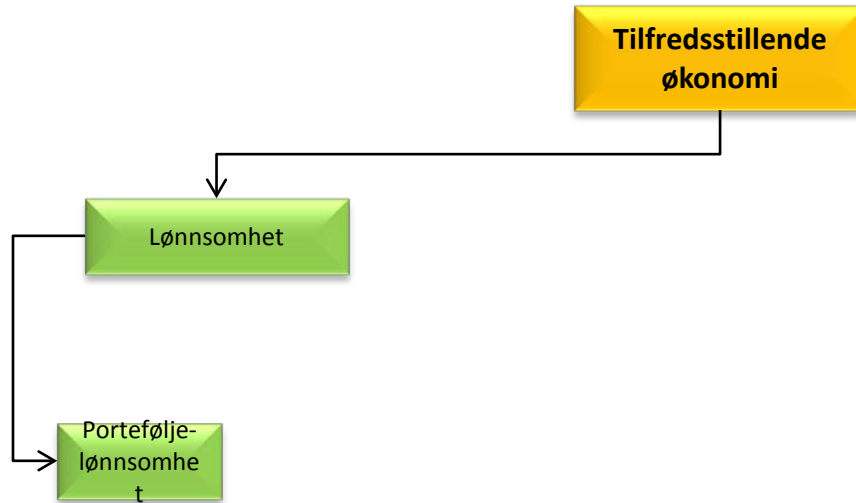 Tilfredsstillende
økonomi
Lønnsomhet
Portefølje-
lønnsomhe
t